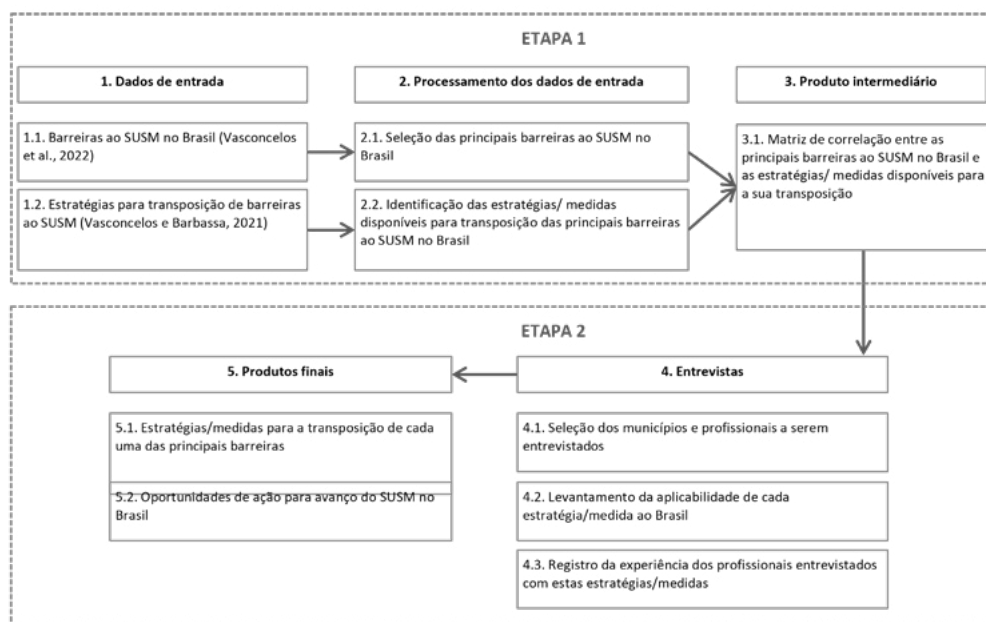 ETAPA 1
1. Dados de entrada
2. Processamento dos dados de entrada
3. Produto intermediário
1.1. Barreiras ao SUSM no Brasil (Vasconcelos
et al., 2022)
2.1. Seleção das principais barreiras ao SUSM no
Brasil
3.1. Matriz de correlação entre as
principais barreiras ao SUSM no Brasil e
as estratégias/ medidas disponíveis para
a sua transposição
1.2. Estratégias para transposição de barreiras
ao SUSM (Vasconcelos e Barbassa, 2021)
2.2. Identificação das estratégias/ medidas
disponíveis para transposição das principais barreiras
ao SUSM no Brasil
ETAPA 2
5. Produtos finais
4. Entrevistas
5.1. Estratégias/medidas para a transposição de cada
uma das principais barreiras
5.2. Oportunidades de ação para avanço do SUSM no
Brasil
4.1. Seleção dos municípios e profissionais a serem
entrevistados
4.2. Levantamento da aplicabilidade de cada
estratégia/medida ao Brasil
4.3. Registro da experiência dos profissionais entrevistados
com estas estratégias/medidas